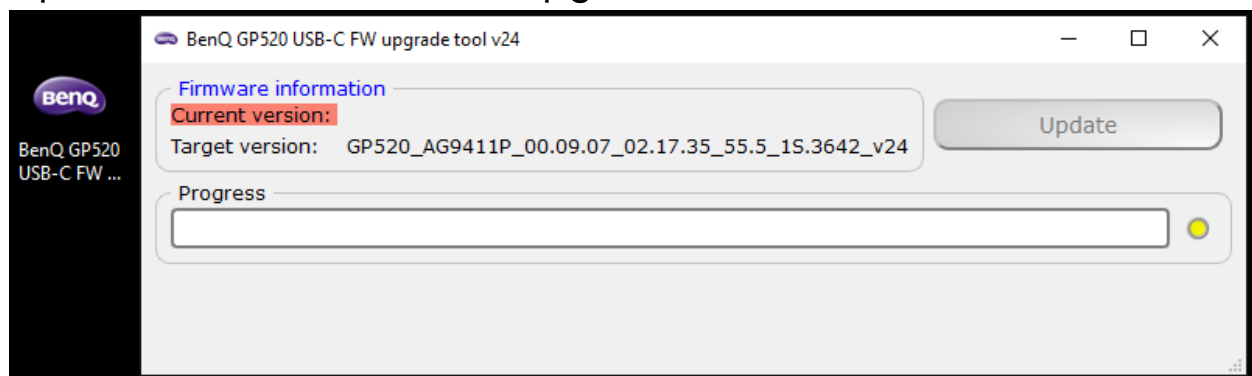 BenQ GP520 USB-C FW upgrade tool v24
BenQ
BenQ GP520
USB-C FW ...
Firmware information
Current version:
Target version: GP520_AG9411P_00.09.07_02.17.35_55.5_1S.3642_v24
Update
Progress